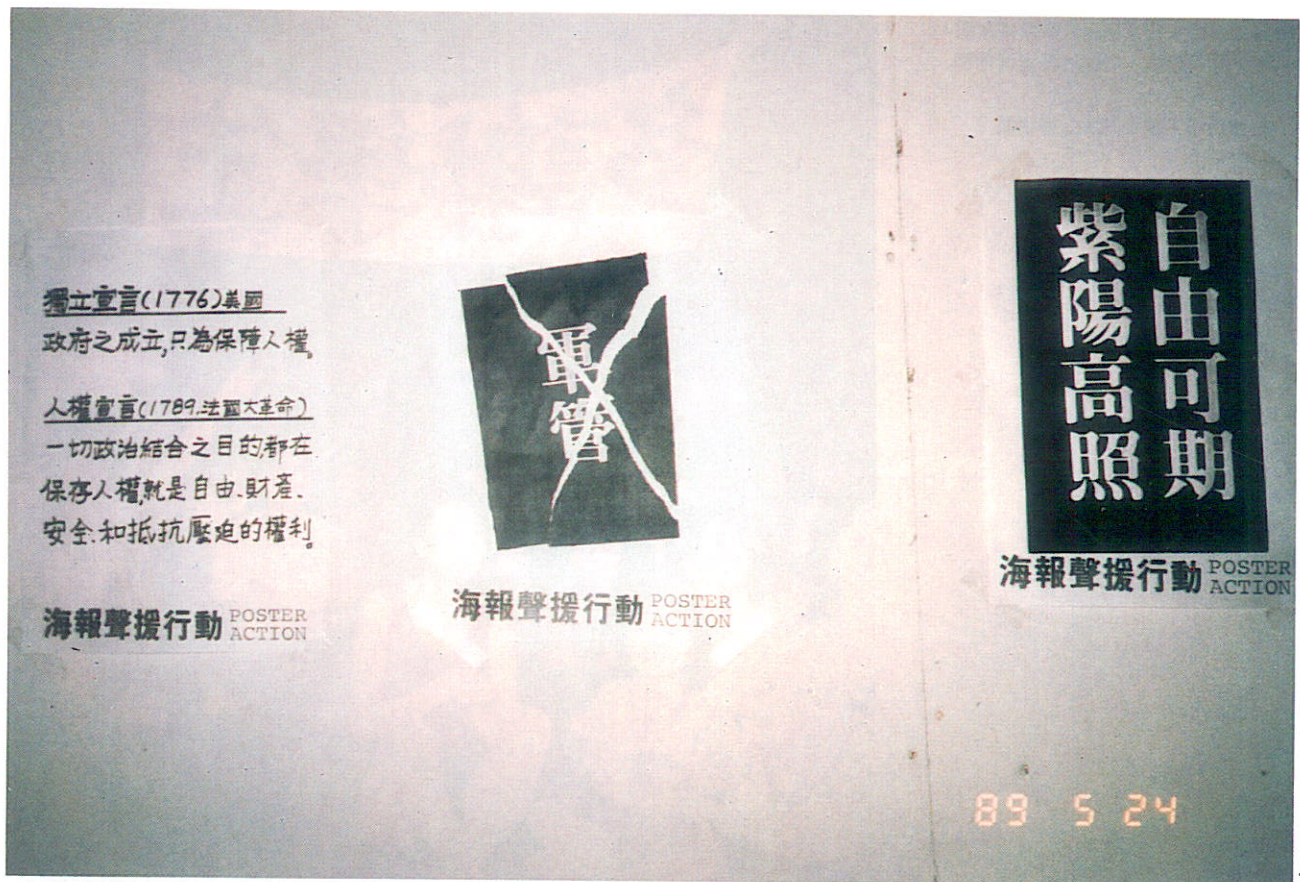 獨立宣言(1776)美國
政府之成立,只為保障人權。
人權宣言(1789.法國大革命)
一切政治結合之目的,都在
保存人權,就是自由、財產、
安全、和抵抗壓迫的權利。
海報聲援行動 POSTER
ACTION
軍管
海報聲援行動 POSTER
ACTION
自由可期
紫陽高照
海報聲援行動 POSTER
ACTION
89 5 24